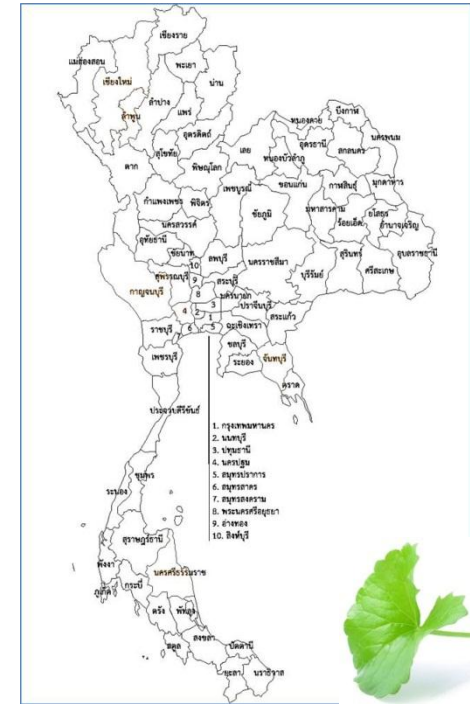 เชียงราย
แม่ฮ่องสอน
พะเยา
เชียงใหม่
น่าน
ลำปาง
ลำพูน
แพร่
อุตรดิตถ์
สุโขทัย
ตาก
พิษณุโลก
เลย
หนองคาย
บึงกาฬ
อุดรธานี
นครพนม
สกลนคร
หนองบัวลำภู
ขอนแก่น
เพชรบูรณ์
กาฬสินธุ์
มุกดาหาร
กำแพงเพชร
พิจิตร
ชัยภูมิ
มหาสารคาม
ยโสธร
ร้อยเอ็ด
อำนาจเจริญ
นครสวรรค์
อุทัยธานี
ชัยนาท
ลพบุรี
นครราชสีมา
บุรีรัมย์
สุรินทร์
ศรีสะเกษ
อุบลราชธานี
10
สุพรรณบุรี
9
สระบุรี
กาญจนบุรี
8
นครนายก
3
ปราจีนบุรี
4
2
1
สระแก้ว
ราชบุรี
6
5
ฉะเชิงเทรา
ชลบุรี
เพชรบุรี
ระยอง
จันทบุรี
ตราด
ประจวบคีรีขันธ์
1. กรุงเทพมหานคร
2. นนทบุรี
3. ปทุมธานี
4. นครปฐม
5. สมุทรปราการ
6. สมุทรสาคร
7. สมุทรสงคราม
8. พระนครศรีอยุธยา
9. อ่างทอง
10. สิงห์บุรี
ชุมพร
ระนอง
สุราษฎร์ธานี
พังงา
นครศรีธรรมราช
ภูเก็ต
กระบี่
ตรัง
พัทลุง
สงขลา
สตูล
ปัตตานี
ยะลา
นราธิวาส